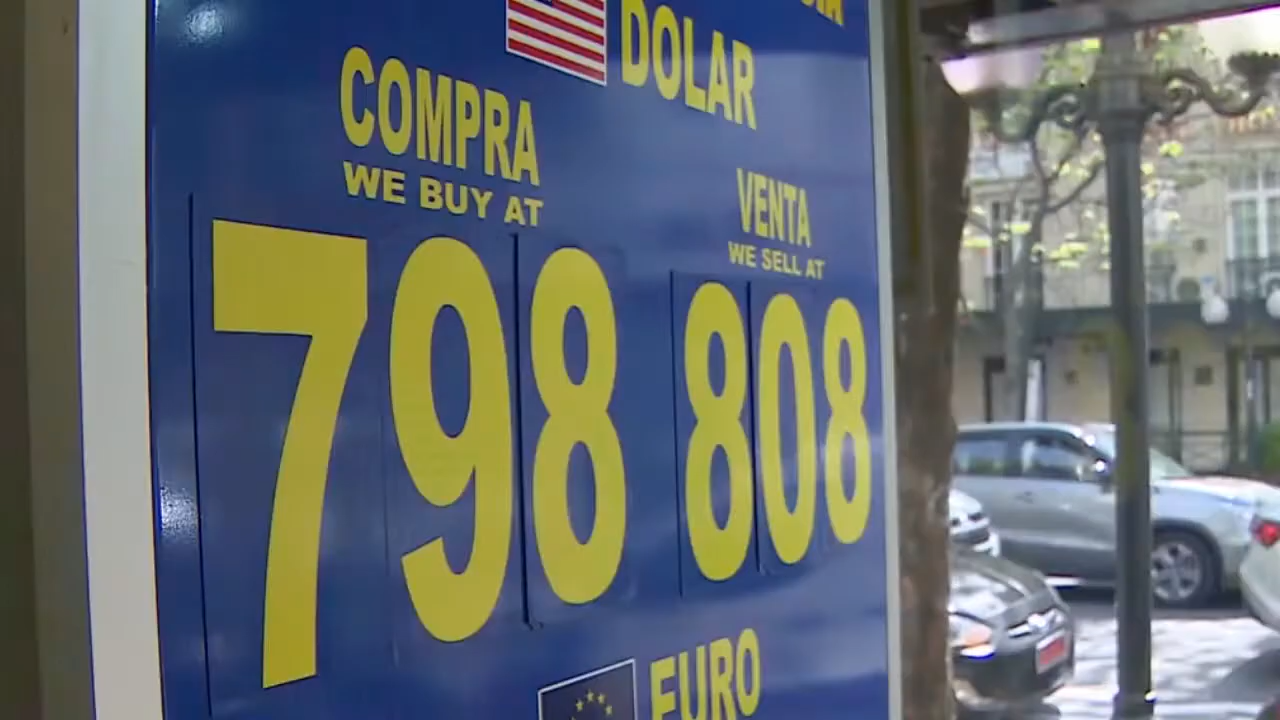 DOLAR
COMPRA
WE BUY AT
VENTA
WE SELL AT
798
808
EURO